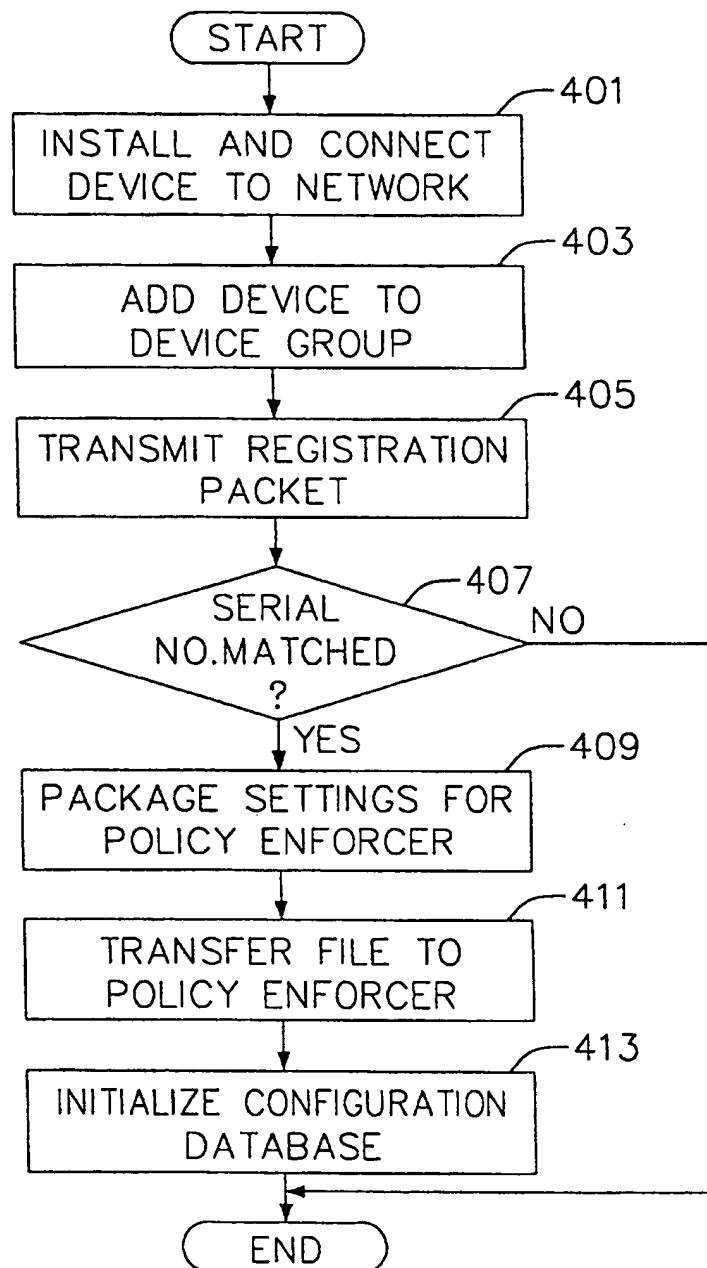 START
401
INSTALL AND CONNECT
DEVICE TO NETWORK
403
ADD DEVICE TO
DEVICE GROUP
405
TRANSMIT REGISTRATION
PACKET
407
SERIAL
NO.MATCHED
?
NO
YES
409
PACKAGE SETTINGS FOR
POLICY ENFORCER
411
TRANSFER FILE TO
POLICY ENFORCER
413
INITIALIZE CONFIGURATION
DATABASE
END